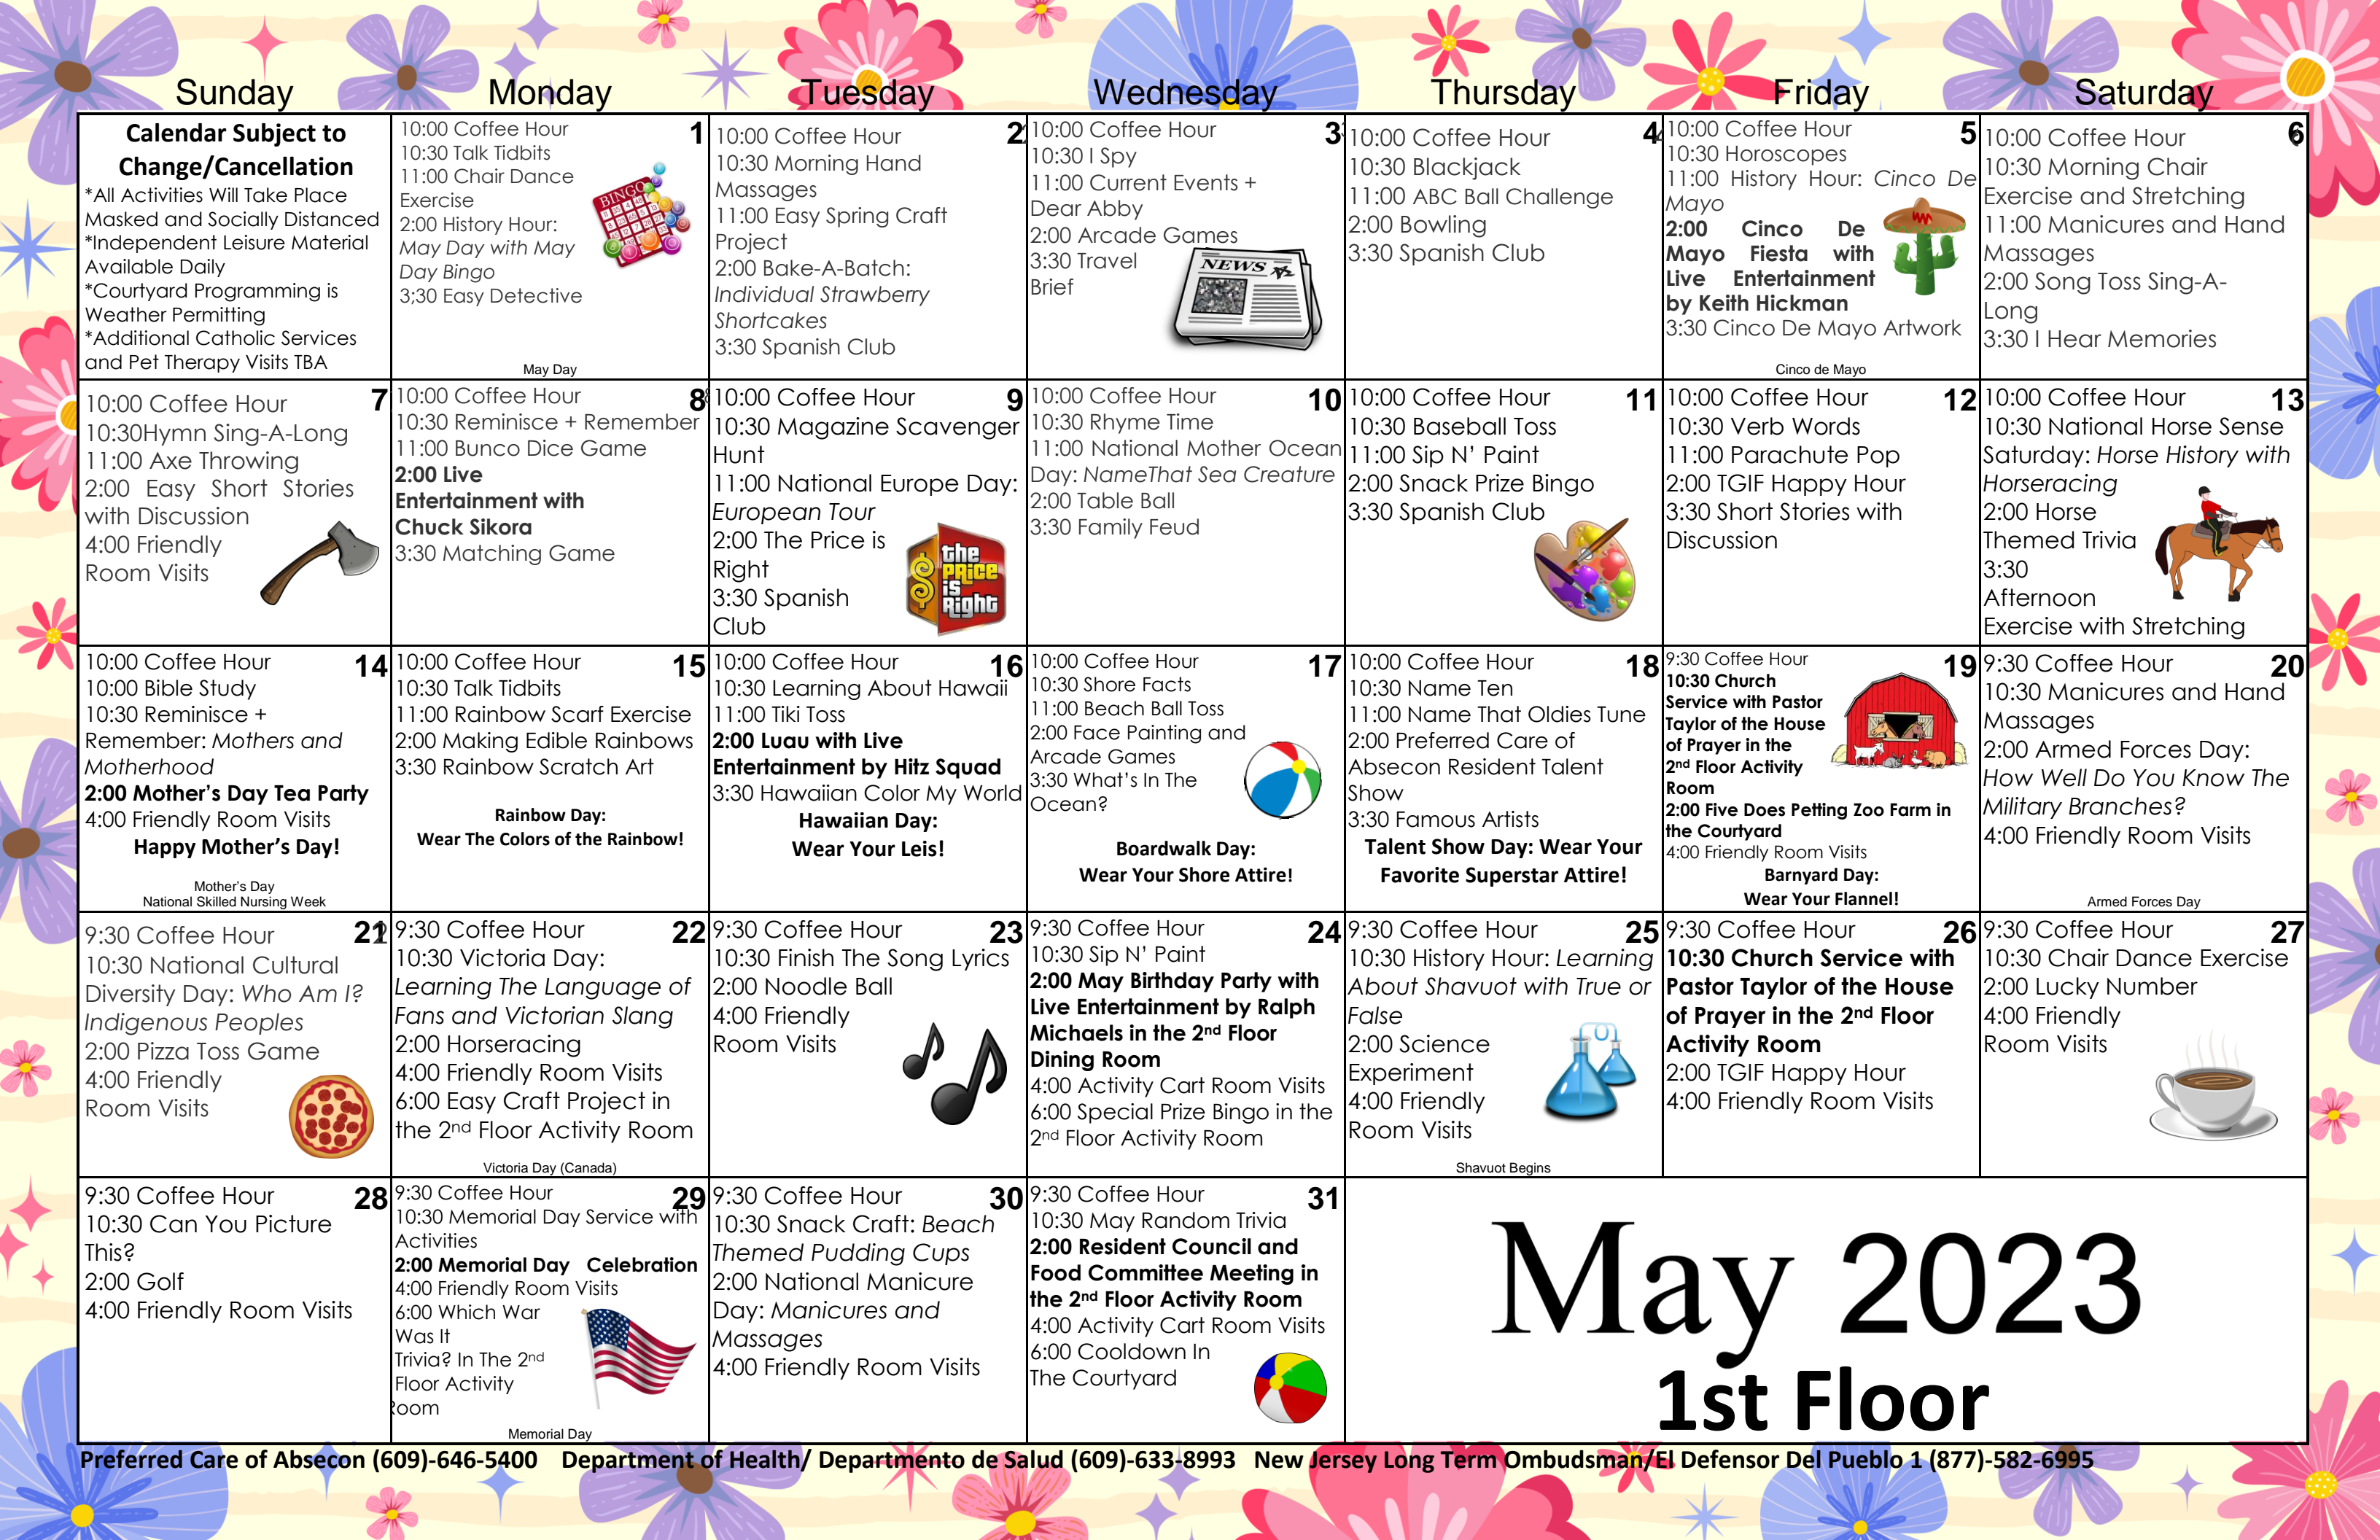 Sunday Monday Tuesday Wednesday Thursday Friday Saturday
Calendar Subject to
Change/Cancellation
*All Activities Will Take Place
Masked and Socially Distanced
*Independent Leisure Material
Available Daily
*Courtyard Programming is
Weather Permitting
*Additional Catholic Services
and Pet Therapy Visits TBA
1
10:00 Coffee Hour
10:30 Talk Tidbits
11:00 Chair Dance
Exercise
2:00 History Hour:
May Day with May
Day Bingo
3;30 Easy Detective
BINGO
May Day
2
10:00 Coffee Hour
10:30 Morning Hand
Massages
11:00 Easy Spring Craft
Project
2:00 Bake-A-Batch:
Individual Strawberry
Shortcakes
3:30 Spanish Club
3
10:00 Coffee Hour
10:30 I Spy
11:00 Current Events +
Dear Abby
2:00 Arcade Games
3:30 Travel
Brief
NEWS
4
10:00 Coffee Hour
10:30 Blackjack
11:00 ABC Ball Challenge
2:00 Bowling
3:30 Spanish Club
5
10:00 Coffee Hour
10:30 Horoscopes
11:00 History Hour: Cinco De
Mayo
2:00 Cinco De
Mayo Fiesta with
Live Entertainment
by Keith Hickman
3:30 Cinco De Mayo Artwork
Cinco de Mayo
6
10:00 Coffee Hour
10:30 Morning Chair
Exercise and Stretching
11:00 Manicures and Hand
Massages
2:00 Song Toss Sing-A-
Long
3:30 I Hear Memories
7
10:00 Coffee Hour
10:30Hymn Sing-A-Long
11:00 Axe Throwing
2:00 Easy Short Stories
with Discussion
4:00 Friendly
Room Visits
8
10:00 Coffee Hour
10:30 Reminisce + Remember
11:00 Bunco Dice Game
2:00 Live
Entertainment with
Chuck Sikora
3:30 Matching Game
9
10:00 Coffee Hour
10:30 Magazine Scavenger
Hunt
11:00 National Europe Day:
European Tour
2:00 The Price is
Right
3:30 Spanish
Club
the
PRICE
is
Right
10
10:00 Coffee Hour
10:30 Rhyme Time
11:00 National Mother Ocean
Day: NameThat Sea Creature
2:00 Table Ball
3:30 Family Feud
11
10:00 Coffee Hour
10:30 Baseball Toss
11:00 Sip N' Paint
2:00 Snack Prize Bingo
3:30 Spanish Club
12
10:00 Coffee Hour
10:30 Verb Words
11:00 Parachute Pop
2:00 TGIF Happy Hour
3:30 Short Stories with
Discussion
13
10:00 Coffee Hour
10:30 National Horse Sense
Saturday: Horse History with
Horseracing
2:00 Horse
Themed Trivia
3:30
Afternoon
Exercise with Stretching
14
10:00 Coffee Hour
10:00 Bible Study
10:30 Reminisce +
Remember: Mothers and
Motherhood
2:00 Mother's Day Tea Party
4:00 Friendly Room Visits
Happy Mother's Day!
Mother's Day
National Skilled Nursing Week
15
10:00 Coffee Hour
10:30 Talk Tidbits
11:00 Rainbow Scarf Exercise
2:00 Making Edible Rainbows
3:30 Rainbow Scratch Art
Rainbow Day:
Wear The Colors of the Rainbow!
16
10:00 Coffee Hour
10:30 Learning About Hawaii
11:00 Tiki Toss
2:00 Luau with Live
Entertainment by Hitz Squad
3:30 Hawaiian Color My World
Hawaiian Day:
Wear Your Leis!
17
10:00 Coffee Hour
10:30 Shore Facts
11:00 Beach Ball Toss
2:00 Face Painting and
Arcade Games
3:30 What's In The
Ocean?
Boardwalk Day:
Wear Your Shore Attire!
18
10:00 Coffee Hour
10:30 Name Ten
11:00 Name That Oldies Tune
2:00 Preferred Care of
Absecon Resident Talent
Show
3:30 Famous Artists
Talent Show Day: Wear Your
Favorite Superstar Attire!
19
9:30 Coffee Hour
10:30 Church
Service with Pastor
Taylor of the House
of Prayer in the
2nd Floor Activity
Room
2:00 Five Does Petting Zoo Farm in
the Courtyard
4:00 Friendly Room Visits
Barnyard Day:
Wear Your Flannel!
20
9:30 Coffee Hour
10:30 Manicures and Hand
Massages
2:00 Armed Forces Day:
How Well Do You Know The
Military Branches?
4:00 Friendly Room Visits
Armed Forces Day
21
9:30 Coffee Hour
10:30 National Cultural
Diversity Day: Who Am I?
Indigenous Peoples
2:00 Pizza Toss Game
4:00 Friendly
Room Visits
22
9:30 Coffee Hour
10:30 Victoria Day:
Learning The Language of
Fans and Victorian Slang
2:00 Horseracing
4:00 Friendly Room Visits
6:00 Easy Craft Project in
the 2nd Floor Activity Room
Victoria Day (Canada)
23
9:30 Coffee Hour
10:30 Finish The Song Lyrics
2:00 Noodle Ball
4:00 Friendly
Room Visits
24
9:30 Coffee Hour
10:30 Sip N' Paint
2:00 May Birthday Party with
Live Entertainment by Ralph
Michaels in the 2nd Floor
Dining Room
4:00 Activity Cart Room Visits
6:00 Special Prize Bingo in the
2nd Floor Activity Room
25
9:30 Coffee Hour
10:30 History Hour: Learning
About Shavuot with True or
False
2:00 Science
Experiment
4:00 Friendly
Room Visits
Shavuot Begins
26
9:30 Coffee Hour
10:30 Church Service with
Pastor Taylor of the House
of Prayer in the 2nd Floor
Activity Room
2:00 TGIF Happy Hour
4:00 Friendly Room Visits
27
9:30 Coffee Hour
10:30 Chair Dance Exercise
2:00 Lucky Number
4:00 Friendly
Room Visits
28
9:30 Coffee Hour
10:30 Can You Picture
This?
2:00 Golf
4:00 Friendly Room Visits
29
9:30 Coffee Hour
10:30 Memorial Day Service with
Activities
2:00 Memorial Day Celebration
4:00 Friendly Room Visits
6:00 Which War
Was It
Trivia? In The 2nd
Floor Activity
Room
Memorial Day
30
9:30 Coffee Hour
10:30 Snack Craft: Beach
Themed Pudding Cups
2:00 National Manicure
Day: Manicures and
Massages
4:00 Friendly Room Visits
31
9:30 Coffee Hour
10:30 May Random Trivia
2:00 Resident Council and
Food Committee Meeting in
the 2nd Floor Activity Room
4:00 Activity Cart Room Visits
6:00 Cooldown In
The Courtyard
May 2023
1st Floor
Preferred Care of Absecon (609)-646-5400 Department of Health/ Departmento de Salud (609)-633-8993 New Jersey Long Term Ombudsman/El Defensor Del Pueblo 1 (877)-582-6995